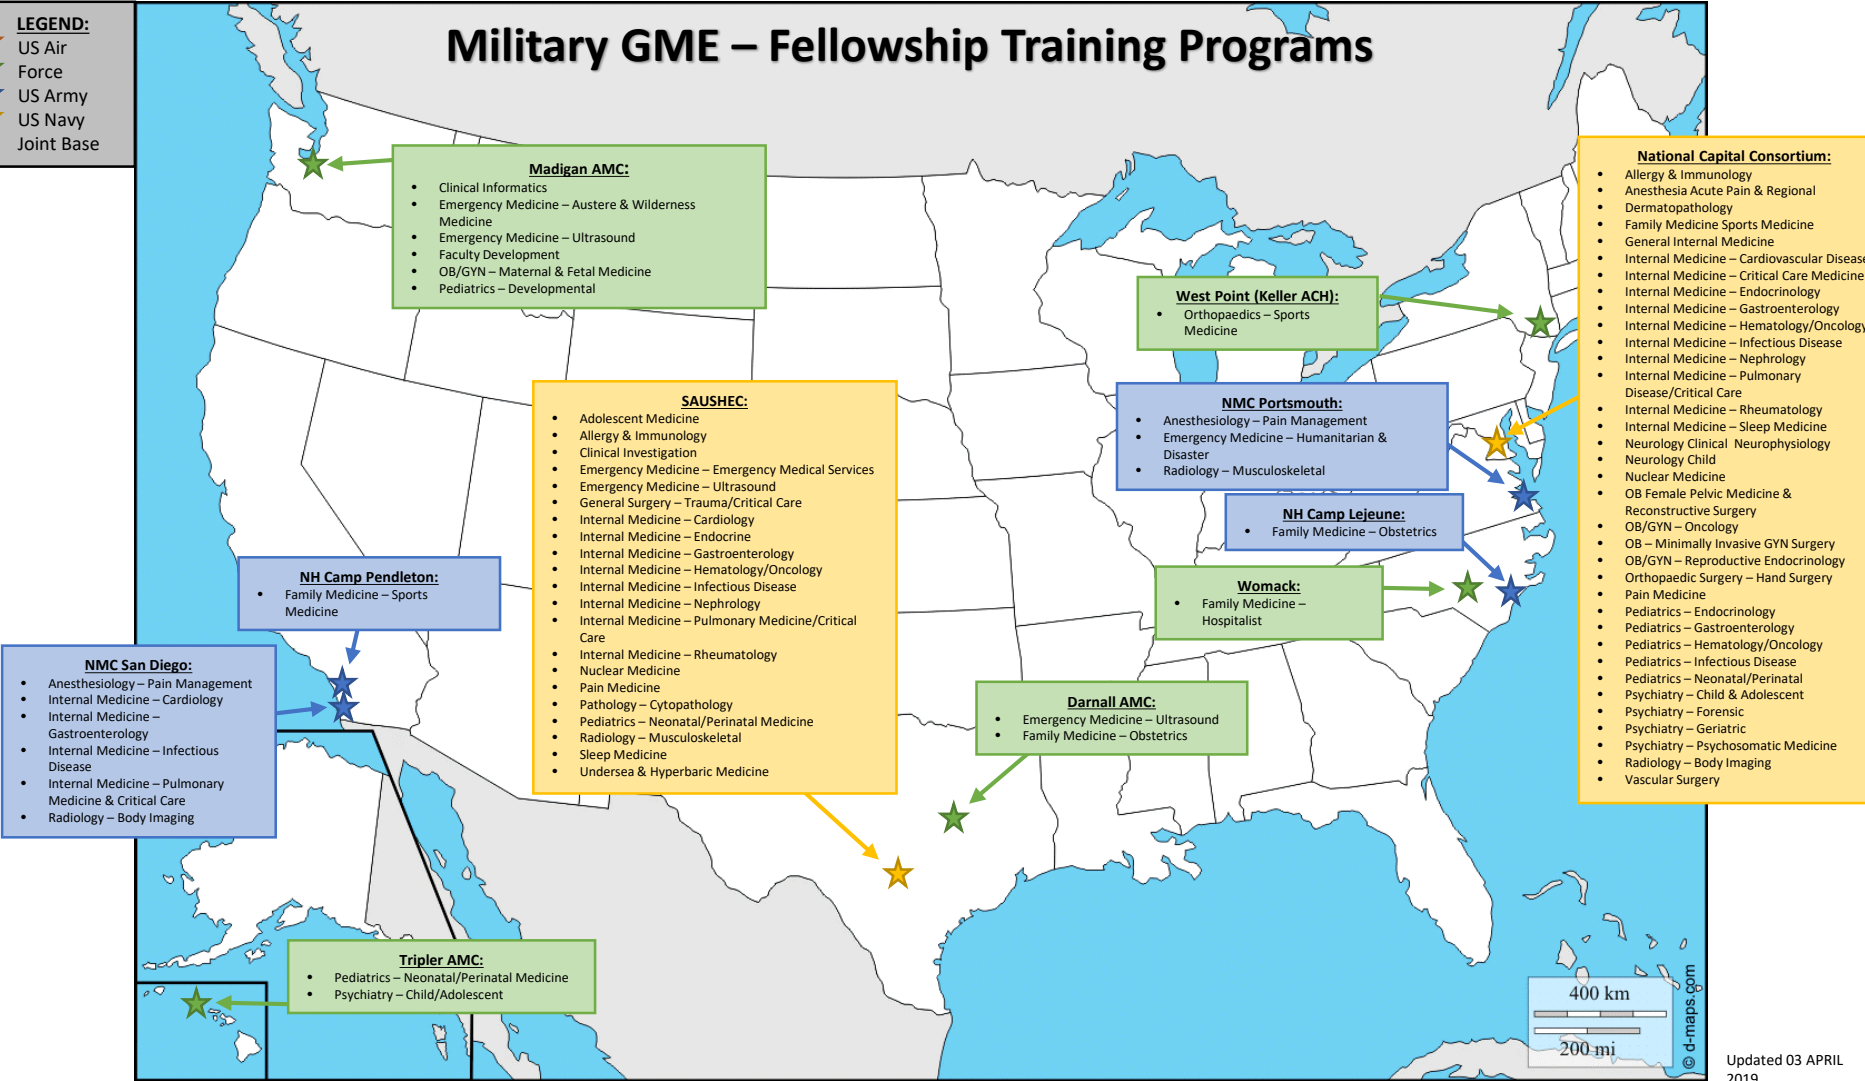 LEGEND:
US Air
Force
US Army
US Navy
Joint Base
Military GME – Fellowship Training Programs
Madigan AMC:
• Clinical Informatics
• Emergency Medicine – Austere & Wilderness
Medicine
• Emergency Medicine – Ultrasound
• Faculty Development
• OB/GYN – Maternal & Fetal Medicine
• Pediatrics – Developmental
West Point (Keller ACH):
• Orthopaedics – Sports
Medicine
National Capital Consortium:
• Allergy & Immunology
• Anesthesia Acute Pain & Regional
• Dermatopathology
• Family Medicine Sports Medicine
• General Internal Medicine
• Internal Medicine – Cardiovascular Disease
• Internal Medicine – Critical Care Medicine
• Internal Medicine – Endocrinology
• Internal Medicine – Gastroenterology
• Internal Medicine – Hematology/Oncology
• Internal Medicine – Infectious Disease
• Internal Medicine – Nephrology
• Internal Medicine – Pulmonary
Disease/Critical Care
• Internal Medicine – Rheumatology
• Internal Medicine – Sleep Medicine
• Neurology Clinical Neurophysiology
• Neurology Child
• Nuclear Medicine
• OB Female Pelvic Medicine &
Reconstructive Surgery
• OB/GYN – Oncology
• OB – Minimally Invasive GYN Surgery
• OB/GYN – Reproductive Endocrinology
• Orthopaedic Surgery – Hand Surgery
• Pain Medicine
• Pediatrics – Endocrinology
• Pediatrics – Gastroenterology
• Pediatrics – Hematology/Oncology
• Pediatrics – Infectious Disease
• Pediatrics – Neonatal/Perinatal
• Psychiatry – Child & Adolescent
• Psychiatry – Forensic
• Psychiatry – Geriatric
• Psychiatry – Psychosomatic Medicine
• Radiology – Body Imaging
• Vascular Surgery
SAUSHEC:
• Adolescent Medicine
• Allergy & Immunology
• Clinical Investigation
• Emergency Medicine – Emergency Medical Services
• Emergency Medicine – Ultrasound
• General Surgery – Trauma/Critical Care
• Internal Medicine – Cardiology
• Internal Medicine – Endocrine
• Internal Medicine – Gastroenterology
• Internal Medicine – Hematology/Oncology
• Internal Medicine – Infectious Disease
• Internal Medicine – Nephrology
• Internal Medicine – Pulmonary Medicine/Critical
Care
• Internal Medicine – Rheumatology
• Nuclear Medicine
• Pain Medicine
• Pathology – Cytopathology
• Pediatrics – Neonatal/Perinatal Medicine
• Radiology – Musculoskeletal
• Sleep Medicine
• Undersea & Hyperbaric Medicine
NMC Portsmouth:
• Anesthesiology – Pain Management
• Emergency Medicine – Humanitarian &
Disaster
• Radiology – Musculoskeletal
NH Camp Lejeune:
• Family Medicine – Obstetrics
Womack:
• Family Medicine –
Hospitalist
NH Camp Pendleton:
• Family Medicine – Sports
Medicine
NMC San Diego:
• Anesthesiology – Pain Management
• Internal Medicine – Cardiology
• Internal Medicine –
Gastroenterology
• Internal Medicine – Infectious
Disease
• Internal Medicine – Pulmonary
Medicine & Critical Care
• Radiology – Body Imaging
Darnall AMC:
• Emergency Medicine – Ultrasound
• Family Medicine – Obstetrics
Tripler AMC:
• Pediatrics – Neonatal/Perinatal Medicine
• Psychiatry – Child/Adolescent
400 km
200 mi
© d-maps.com
Updated 03 APRIL
2019